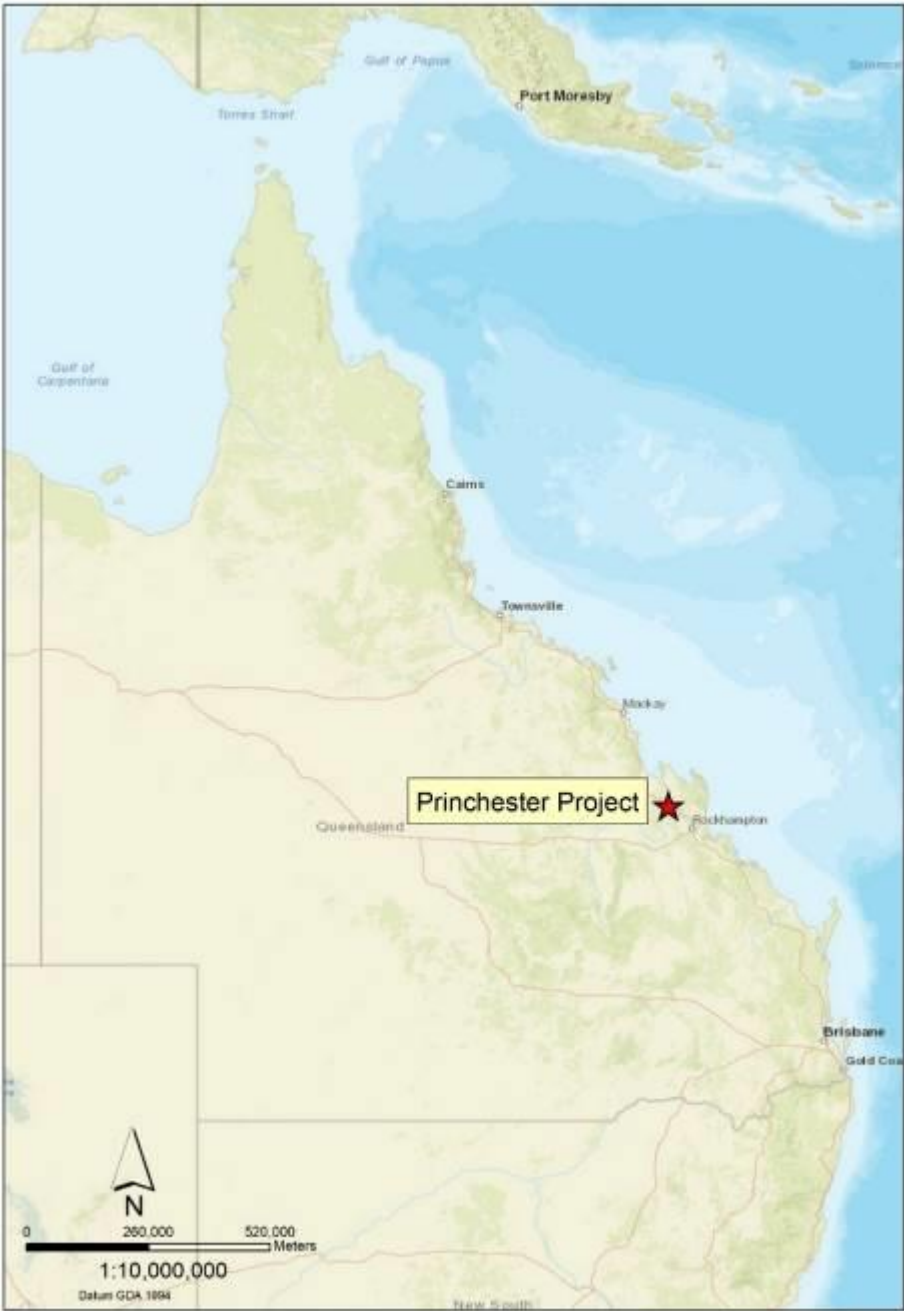 Gulf of Papua
Port Moresby
Torres Strait
Gulf of
Carpentaria
Cairns
Townsville
Mackay
Princhester Project
Rockhampton
Queensland
Brisbane
Gold Coa
N
0 260,000 520,000
Meters
1:10,000,000
Datum GDA 1994
New South